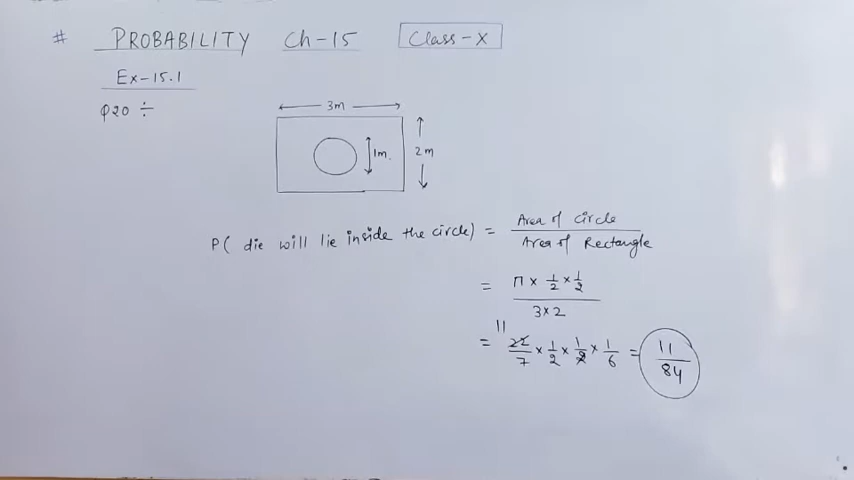 # PROBABILITY Ch-15 Class-X
Ex-15.1
Q20 ÷
3m
1m.
2m
P( die will lie inside the circle) = Area of circle / Area of Rectangle
= π × 1/2 × 1/2 / 3×2
= 11 22/7 × 1/2 × 1/2 × 1/6 = 11/84